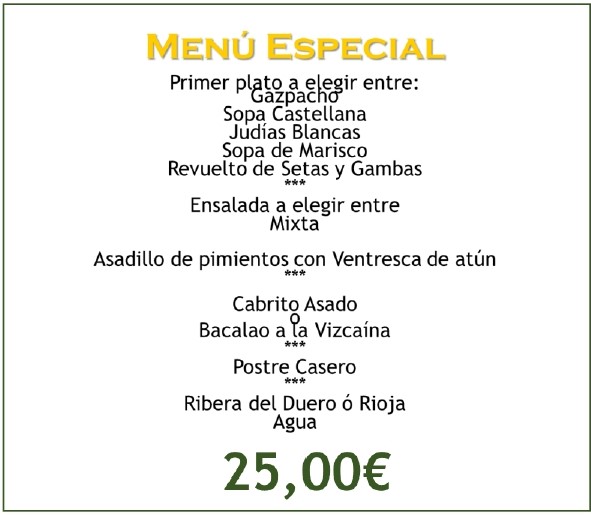 MENÚ ESPECIAL
Primer plato a elegir entre:
Gazpacho
Sopa Castellana
Judías Blancas
Sopa de Marisco
Revuelto de Setas y Gambas
***
Ensalada a elegir entre
Mixta
Asadillo de pimientos con Ventresca de atún
***
Cabrito Asado
o
Bacalao a la Vizcaína
***
Postre Casero
***
Ribera del Duero ó Rioja
Agua
25,00€